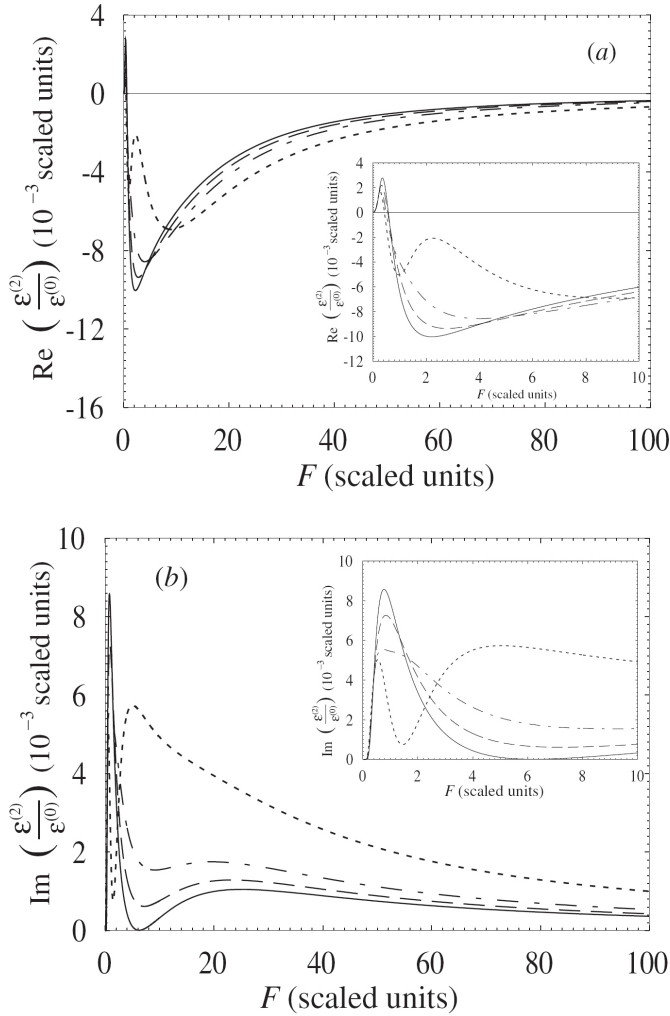 (a)
Re (ε(2)/ε(0)) (10−3 scaled units)
4
0
-4
-8
-12
-16
0 20 40 60 80 100
F (scaled units)
Re (ε(2)/ε(0)) (10−3 scaled units)
4
2
0
-2
-4
-6
-8
-10
-12
0 2 4 6 8 10
F (scaled units)
(b)
Im (ε(2)/ε(0)) (10−3 scaled units)
10
8
6
4
2
0
0 20 40 60 80 100
F (scaled units)
Im (ε(2)/ε(0)) (10−3 scaled units)
10
8
6
4
2
0
0 2 4 6 8 10
F (scaled units)